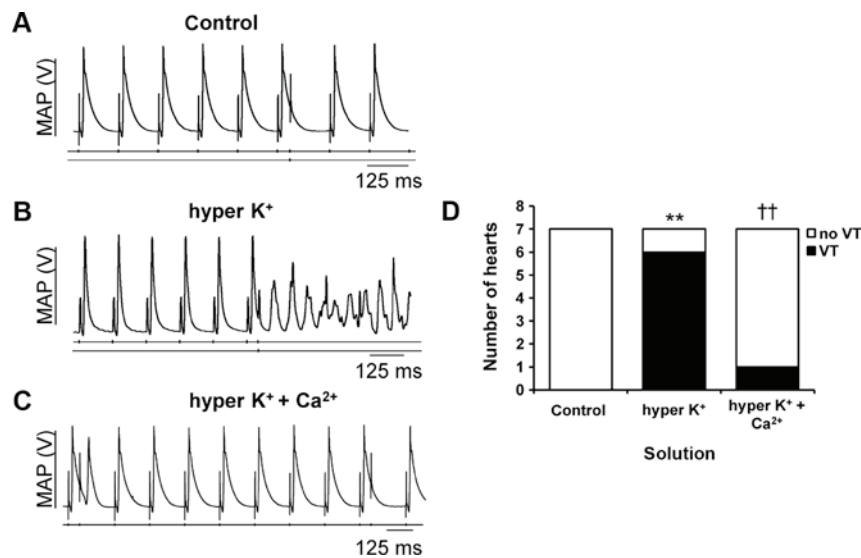 A
Control
MAP (V)
125 ms
B
hyper K⁺
MAP (V)
125 ms
C
hyper K⁺ + Ca²⁺
MAP (V)
125 ms
D
**
††
no VT
VT
Number of hearts
8
7
6
5
4
3
2
1
0
Control
hyper K⁺
hyper K⁺ +
Ca²⁺
Solution